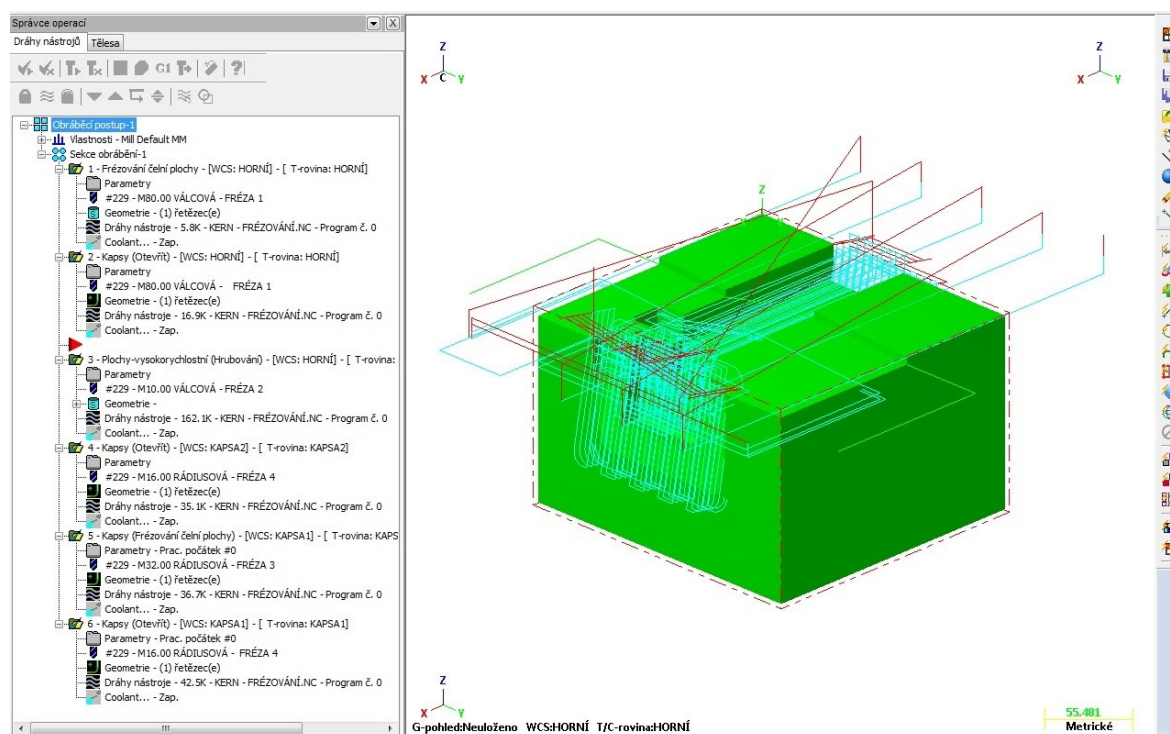 Správce operací
X
Dráhy nástrojů Tělesa
G1
Obráběcí postup-1
Vlastnosti - Mill Default MM
Sekce obrábění-1
1 - Frézování čelní plochy - [WCS: HORNÍ] - [ T-rovina: HORNÍ]
Parametry
#229 - M80.00 VÁLCOVÁ - FRÉZA 1
Geometrie - (1) řetězec(e)
Dráhy nástroje - 5.8K - KERN - FRÉZOVÁNÍ.NC - Program č. 0
Coolant... - Zap.
2 - Kapsy (Otevřít) - [WCS: HORNÍ] - [ T-rovina: HORNÍ]
Parametry
#229 - M80.00 VÁLCOVÁ - FRÉZA 1
Geometrie - (1) řetězec(e)
Dráhy nástroje - 16.9K - KERN - FRÉZOVÁNÍ.NC - Program č. 0
Coolant... - Zap.
3 - Plochy-vysokorychlostní (Hrubování) - [WCS: HORNÍ] - [ T-rovina:
Parametry
#229 - M10.00 VÁLCOVÁ - FRÉZA 2
Geometrie -
Dráhy nástroje - 162.1K - KERN - FRÉZOVÁNÍ.NC - Program č. 0
Coolant... - Zap.
4 - Kapsy (Otevřít) - [WCS: KAPSA2] - [ T-rovina: KAPSA2]
Parametry
#229 - M16.00 RÁDIUSOVÁ - FRÉZA 4
Geometrie - (1) řetězec(e)
Dráhy nástroje - 35.1K - KERN - FRÉZOVÁNÍ.NC - Program č. 0
Coolant... - Zap.
5 - Kapsy (Frézování čelní plochy) - [WCS: KAPSA1] - [ T-rovina: KAPS
Parametry - Prac. počátek #0
#229 - M32.00 RÁDIUSOVÁ - FRÉZA 3
Geometrie - (1) řetězec(e)
Dráhy nástroje - 36.7K - KERN - FRÉZOVÁNÍ.NC - Program č. 0
Coolant... - Zap.
6 - Kapsy (Otevřít) - [WCS: KAPSA1] - [ T-rovina: KAPSA1]
Parametry - Prac. počátek #0
#229 - M16.00 RÁDIUSOVÁ - FRÉZA 4
Geometrie - (1) řetězec(e)
Dráhy nástroje - 42.5K - KERN - FRÉZOVÁNÍ.NC - Program č. 0
Coolant... - Zap.
Z
X C Y
Z
X Y
Z
Z
X Y
G-pohled:Neuloženo WCS:HORNÍ T/C-rovina:HORNÍ
55.481
Metrické